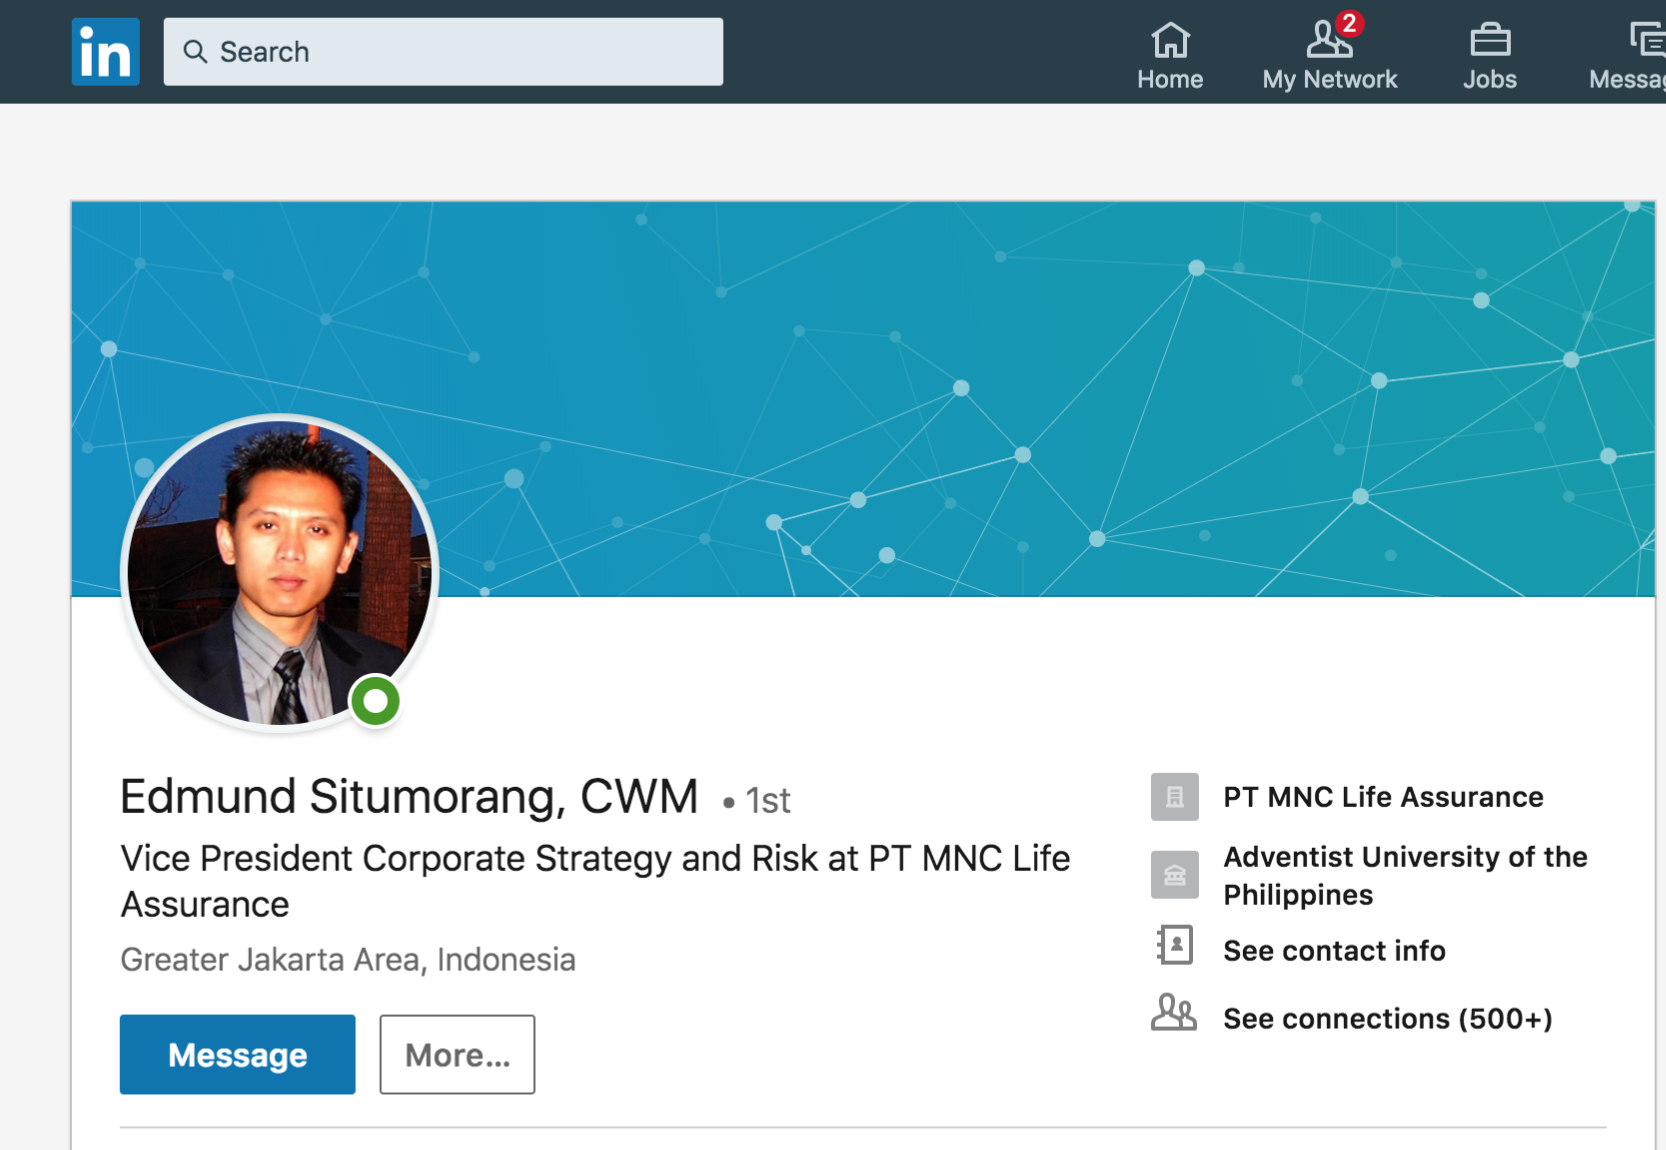 in
Search
Home
2
My Network
Jobs
Edmund Situmorang, CWM • 1st
Vice President Corporate Strategy and Risk at PT MNC Life
Assurance
Greater Jakarta Area, Indonesia
Message
More...
PT MNC Life Assurance
Adventist University of the
Philippines
See contact info
See connections (500+)